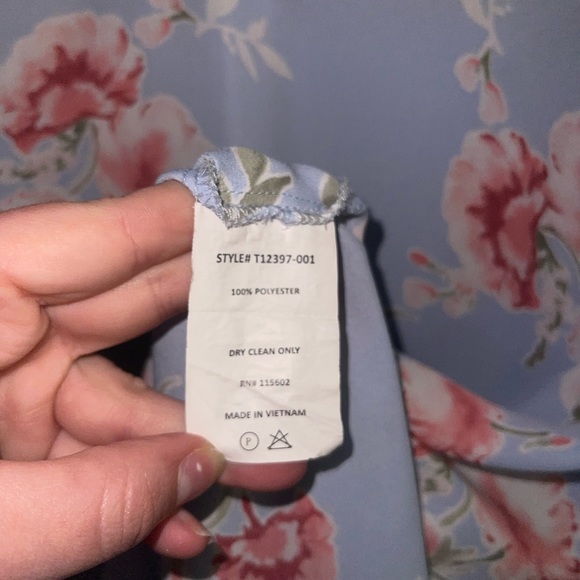 STYLE# T12397-001
100% POLYESTER
DRY CLEAN ONLY
RN# 115602
MADE IN VIETNAM
P